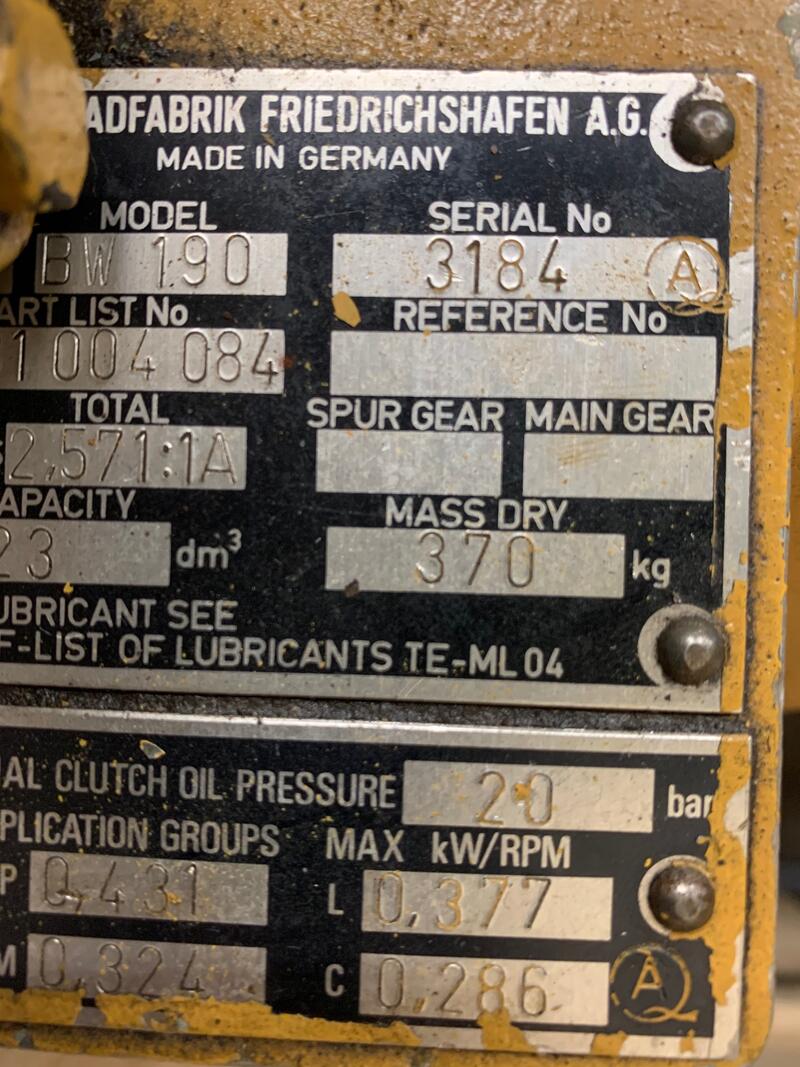 ADFABRIK FRIEDRICHSHAFEN A.G.
MADE IN GERMANY
MODEL SERIAL No
BW 190 3184 A
ART LIST No REFERENCE No
1 004 084
TOTAL SPUR GEAR MAIN GEAR
2,571:1A
APACITY MASS DRY
23 dm³ 370 kg
UBRICANT SEE
F-LIST OF LUBRICANTS TE-ML 04
AL CLUTCH OIL PRESSURE 20 bar
PLICATION GROUPS MAX kW/RPM
P 0,431 L 0,377
M 0,324 C 0,286 A